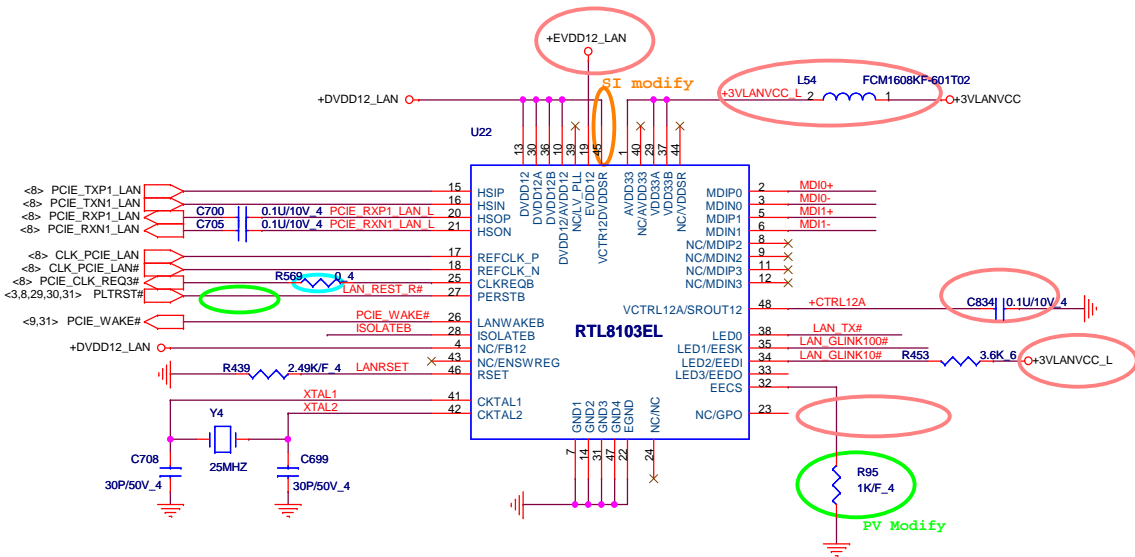 +EVDD12_LAN
SI modify
L54 FCM1608KF-601T02
+DVDD12_LAN
+3VLANVCC_L 2 1 +3VLANVCC
U22
13 30 36 10 39 19 45 1 40 29 37 44
DVDD12 DVDD12A DVDD12B DVDD12/AVDD12 NC/LV_PLL EVDD12 VCTR12DVDDSR AVDD33 NC/AVDD33 VDD33A VDD33B NC/VDDSR
<8> PCIE_TXP1_LAN 15 HSIP MDIP0 2 MDI0+
<8> PCIE_TXN1_LAN 16 HSIN MDIN0 3 MDI0-
<8> PCIE_RXP1_LAN C700 0.1U/10V_4 PCIE_RXP1_LAN_L 20 HSOP MDIP1 5 MDI1+
<8> PCIE_RXN1_LAN C705 0.1U/10V_4 PCIE_RXN1_LAN_L 21 HSON MDIN1 6 MDI1-
NC/MDIP2 8
<8> CLK_PCIE_LAN 17 REFCLK_P NC/MDIN2 9
<8> CLK_PCIE_LAN# 18 REFCLK_N NC/MDIP3 11
<8> PCIE_CLK_REQ3# R569 0_4 25 CLKREQB NC/MDIN3 12
<3,8,29,30,31> PLTRST# LAN_REST_R# 27 PERSTB
VCTRL12A/SROUT12 48 +CTRL12A C834 0.1U/10V_4
<9,31> PCIE_WAKE# PCIE_WAKE# 26 LANWAKEB
ISOLATEB 28 ISOLATEB
RTL8103EL
LED0 38 LAN_TX#
+DVDD12_LAN 4 NC/FB12 LED1/EESK 35 LAN_GLINK100#
43 NC/ENSWREG LED2/EEDI 34 LAN_GLINK10# R453 3.6K_6 +3VLANVCC_L
R439 2.49K/F_4 LANRSET 46 RSET LED3/EEDO 33
EECS 32
XTAL1 41 CKTAL1
XTAL2 42 CKTAL2 NC/GPO 23
Y4
25MHZ
GND1 GND2 GND3 GND4 EGND NC/NC
7 14 31 47 22 24
C708 C699
30P/50V_4 30P/50V_4
R95
1K/F_4
PV Modify